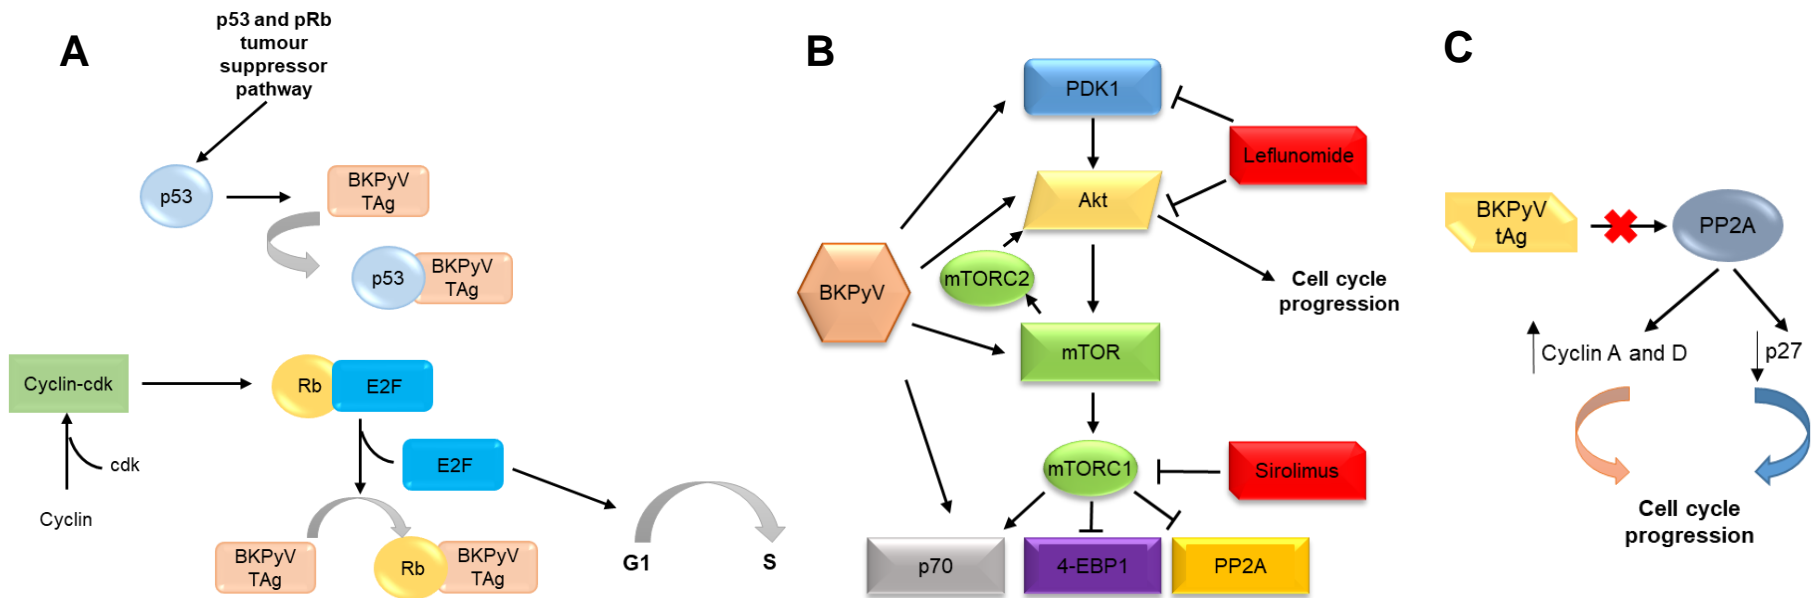 A
p53 and pRb
tumour
suppressor
pathway
p53
BKPyV
TAg
p53
BKPyV
TAg
Cyclin-cdk
Rb
E2F
cdk
E2F
Cyclin
BKPyV
TAg
Rb
BKPyV
TAg
G1
S
B
PDK1
Leflunomide
Akt
mTORC2
BKPyV
Cell cycle
progression
mTOR
mTORC1
Sirolimus
p70
4-EBP1
PP2A
C
BKPyV
tAg
PP2A
Cyclin A and D
p27
Cell cycle
progression